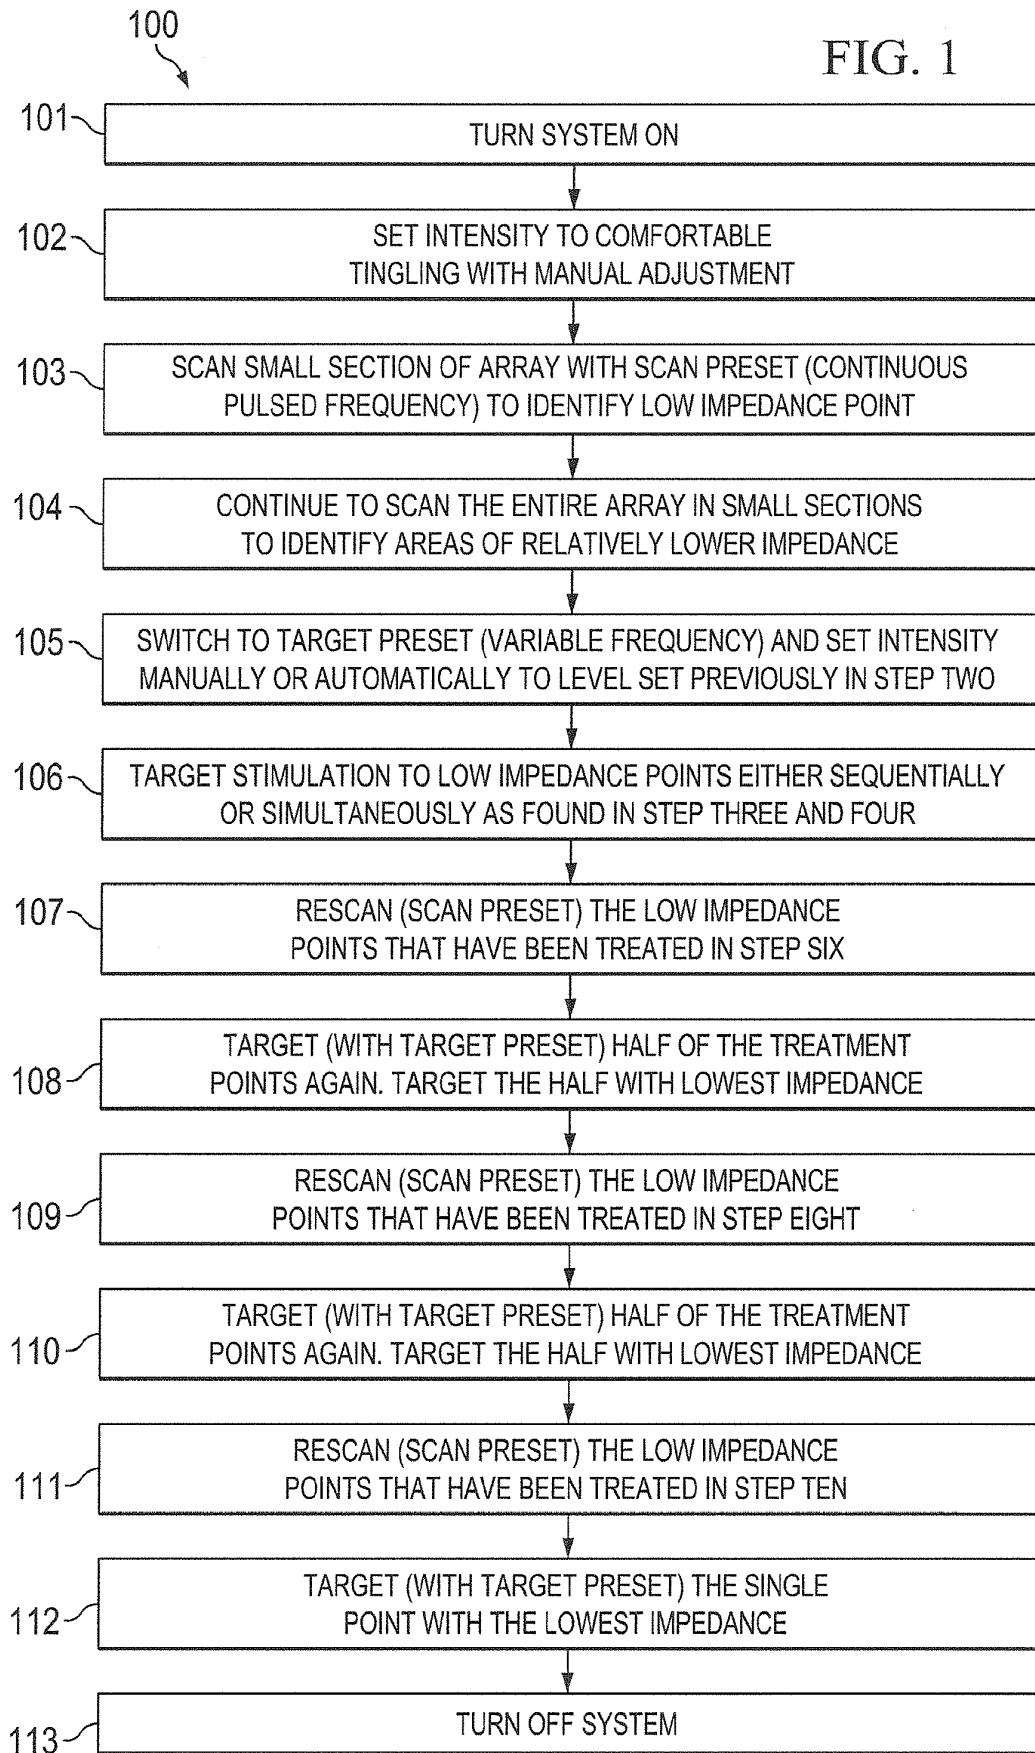 100
FIG. 1
101
TURN SYSTEM ON
102
SET INTENSITY TO COMFORTABLE
TINGLING WITH MANUAL ADJUSTMENT
103
SCAN SMALL SECTION OF ARRAY WITH SCAN PRESET (CONTINUOUS
PULSED FREQUENCY) TO IDENTIFY LOW IMPEDANCE POINT
104
CONTINUE TO SCAN THE ENTIRE ARRAY IN SMALL SECTIONS
TO IDENTIFY AREAS OF RELATIVELY LOWER IMPEDANCE
105
SWITCH TO TARGET PRESET (VARIABLE FREQUENCY) AND SET INTENSITY
MANUALLY OR AUTOMATICALLY TO LEVEL SET PREVIOUSLY IN STEP TWO
106
TARGET STIMULATION TO LOW IMPEDANCE POINTS EITHER SEQUENTIALLY
OR SIMULTANEOUSLY AS FOUND IN STEP THREE AND FOUR
107
RESCAN (SCAN PRESET) THE LOW IMPEDANCE
POINTS THAT HAVE BEEN TREATED IN STEP SIX
108
TARGET (WITH TARGET PRESET) HALF OF THE TREATMENT
POINTS AGAIN. TARGET THE HALF WITH LOWEST IMPEDANCE
109
RESCAN (SCAN PRESET) THE LOW IMPEDANCE
POINTS THAT HAVE BEEN TREATED IN STEP EIGHT
110
TARGET (WITH TARGET PRESET) HALF OF THE TREATMENT
POINTS AGAIN. TARGET THE HALF WITH LOWEST IMPEDANCE
111
RESCAN (SCAN PRESET) THE LOW IMPEDANCE
POINTS THAT HAVE BEEN TREATED IN STEP TEN
112
TARGET (WITH TARGET PRESET) THE SINGLE
POINT WITH THE LOWEST IMPEDANCE
113
TURN OFF SYSTEM